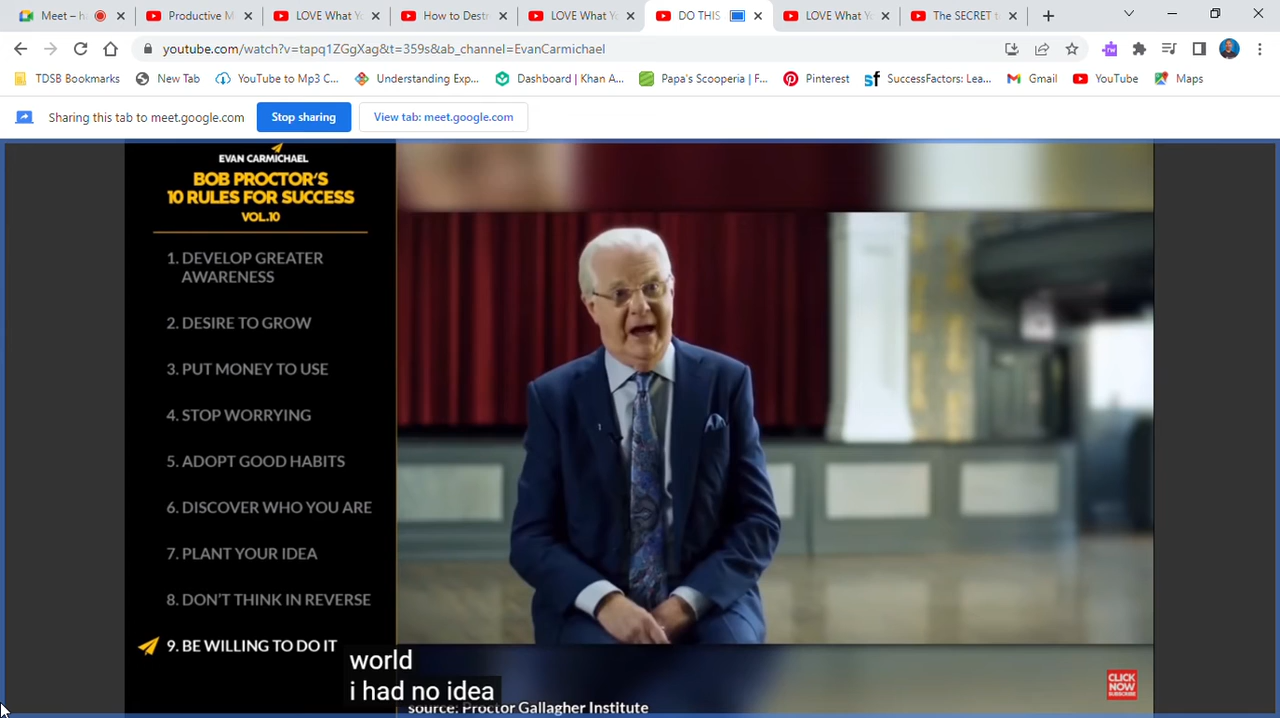 Meet – ha
Productive M
LOVE What Yo
How to Destr
LOVE What Yo
DO THIS
LOVE What Yo
The SECRET t
youtube.com/watch?v=tapq1ZGgXag&t=359s&ab_channel=EvanCarmichael
TDSB Bookmarks
New Tab
YouTube to Mp3 C...
Understanding Exp...
Dashboard | Khan A...
Papa's Scooperia | F...
Pinterest
SuccessFactors: Lea...
Gmail
YouTube
Maps
Sharing this tab to meet.google.com
Stop sharing
View tab: meet.google.com
EVAN CARMICHAEL
BOB PROCTOR'S
10 RULES FOR SUCCESS
VOL.10
1. DEVELOP GREATER
AWARENESS
2. DESIRE TO GROW
3. PUT MONEY TO USE
4. STOP WORRYING
5. ADOPT GOOD HABITS
6. DISCOVER WHO YOU ARE
7. PLANT YOUR IDEA
8. DON'T THINK IN REVERSE
9. BE WILLING TO DO IT
world
i had no idea
source: Proctor Gallagher Institute
CLICK
NOW
SUBSCRIBE